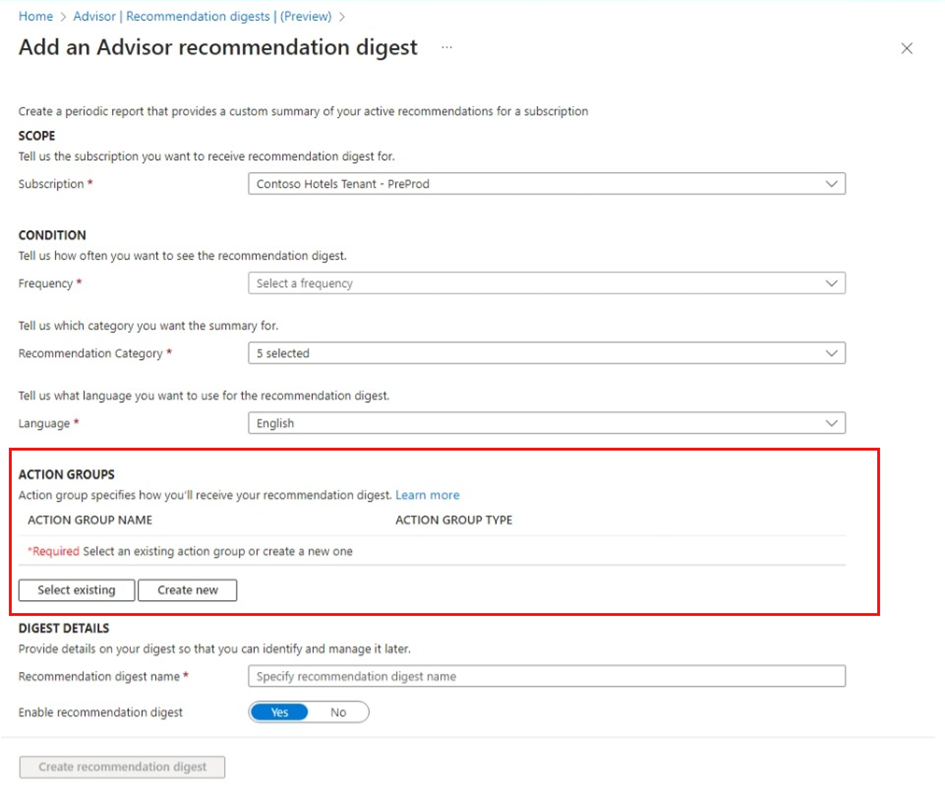 Home > Advisor | Recommendation digests | (Preview) >
Add an Advisor recommendation digest ...
Create a periodic report that provides a custom summary of your active recommendations for a subscription
SCOPE
Tell us the subscription you want to receive recommendation digest for.
Subscription * Contoso Hotels Tenant - PreProd
CONDITION
Tell us how often you want to see the recommendation digest.
Frequency * Select a frequency
Tell us which category you want the summary for.
Recommendation Category * 5 selected
Tell us what language you want to use for the recommendation digest.
Language * English
ACTION GROUPS
Action group specifies how you'll receive your recommendation digest. Learn more
ACTION GROUP NAME ACTION GROUP TYPE
*Required Select an existing action group or create a new one
Select existing Create new
DIGEST DETAILS
Provide details on your digest so that you can identify and manage it later.
Recommendation digest name * Specify recommendation digest name
Enable recommendation digest Yes No
Create recommendation digest